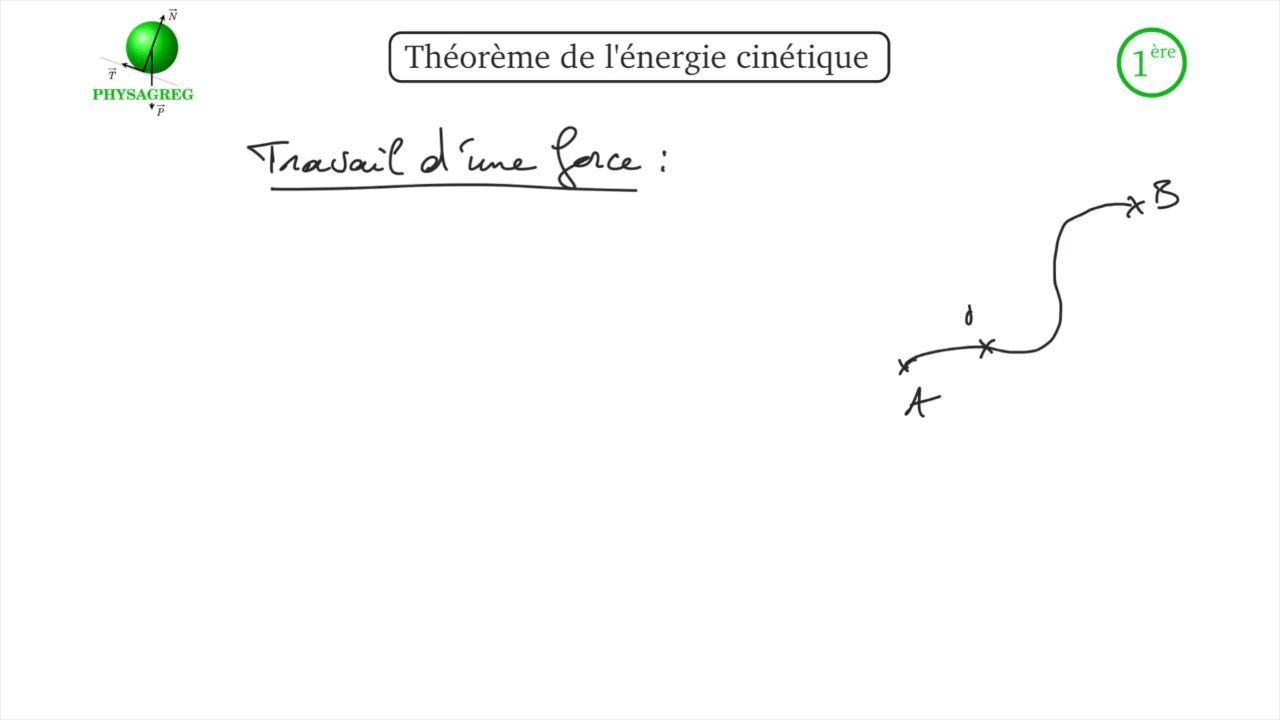 N
T
PHYSAGREG
P
Théorème de l'énergie cinétique
1ère
Travail d'une force :
B
A